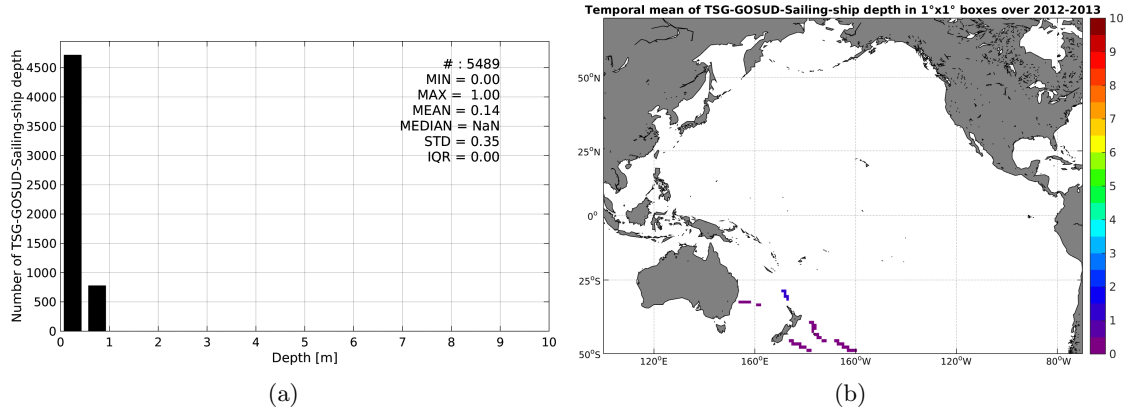 Number of TSG-GOSUD-Sailing-ship depth
4500
4000
3500
3000
2500
2000
1500
1000
500
0
# : 5489
MIN = 0.00
MAX = 1.00
MEAN = 0.14
MEDIAN = NaN
STD = 0.35
IQR = 0.00
0 1 2 3 4 5 6 7 8 9 10
Depth [m]
(a)
Temporal mean of TSG-GOSUD-Sailing-ship depth in 1°x1° boxes over 2012-2013
50°N
25°N
0°
25°S
50°S
120°E 160°E 160°W 120°W 80°W
10
9
8
7
6
5
4
3
2
1
0
(b)